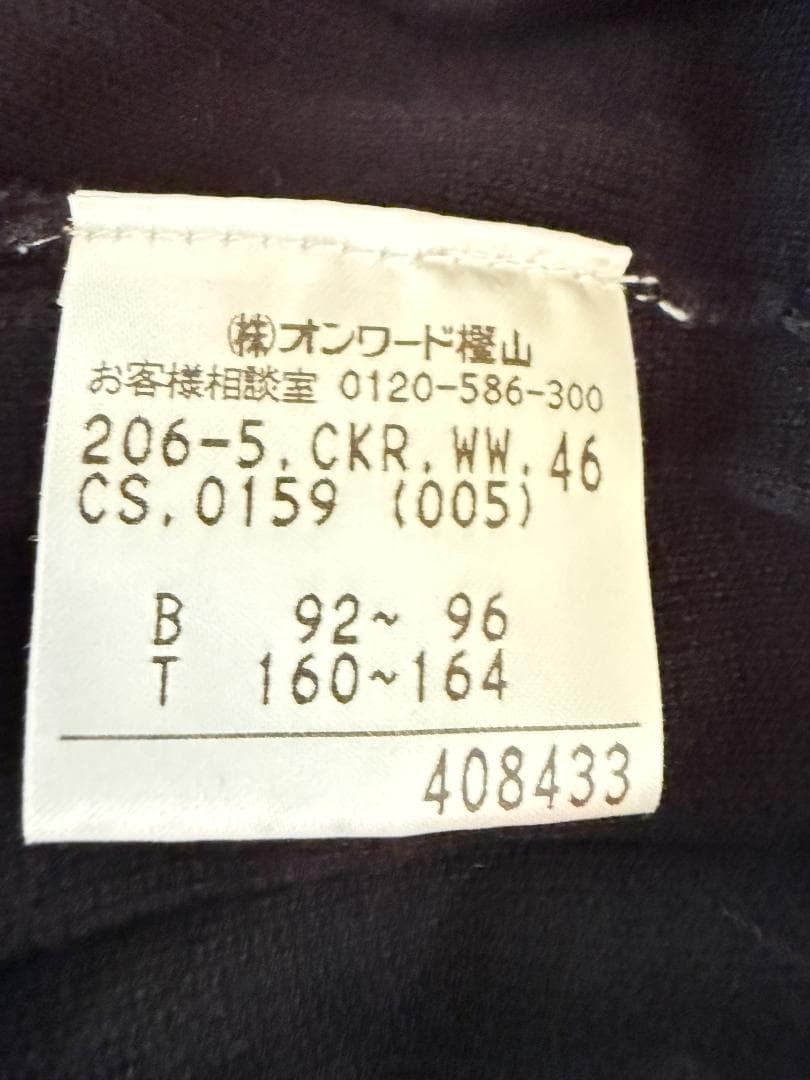 ㈱オンワード樫山
お客様相談室 0120-586-300
206-5.CKR.WW.46
CS.0159 (005)
B 92~ 96
T 160~164
408433